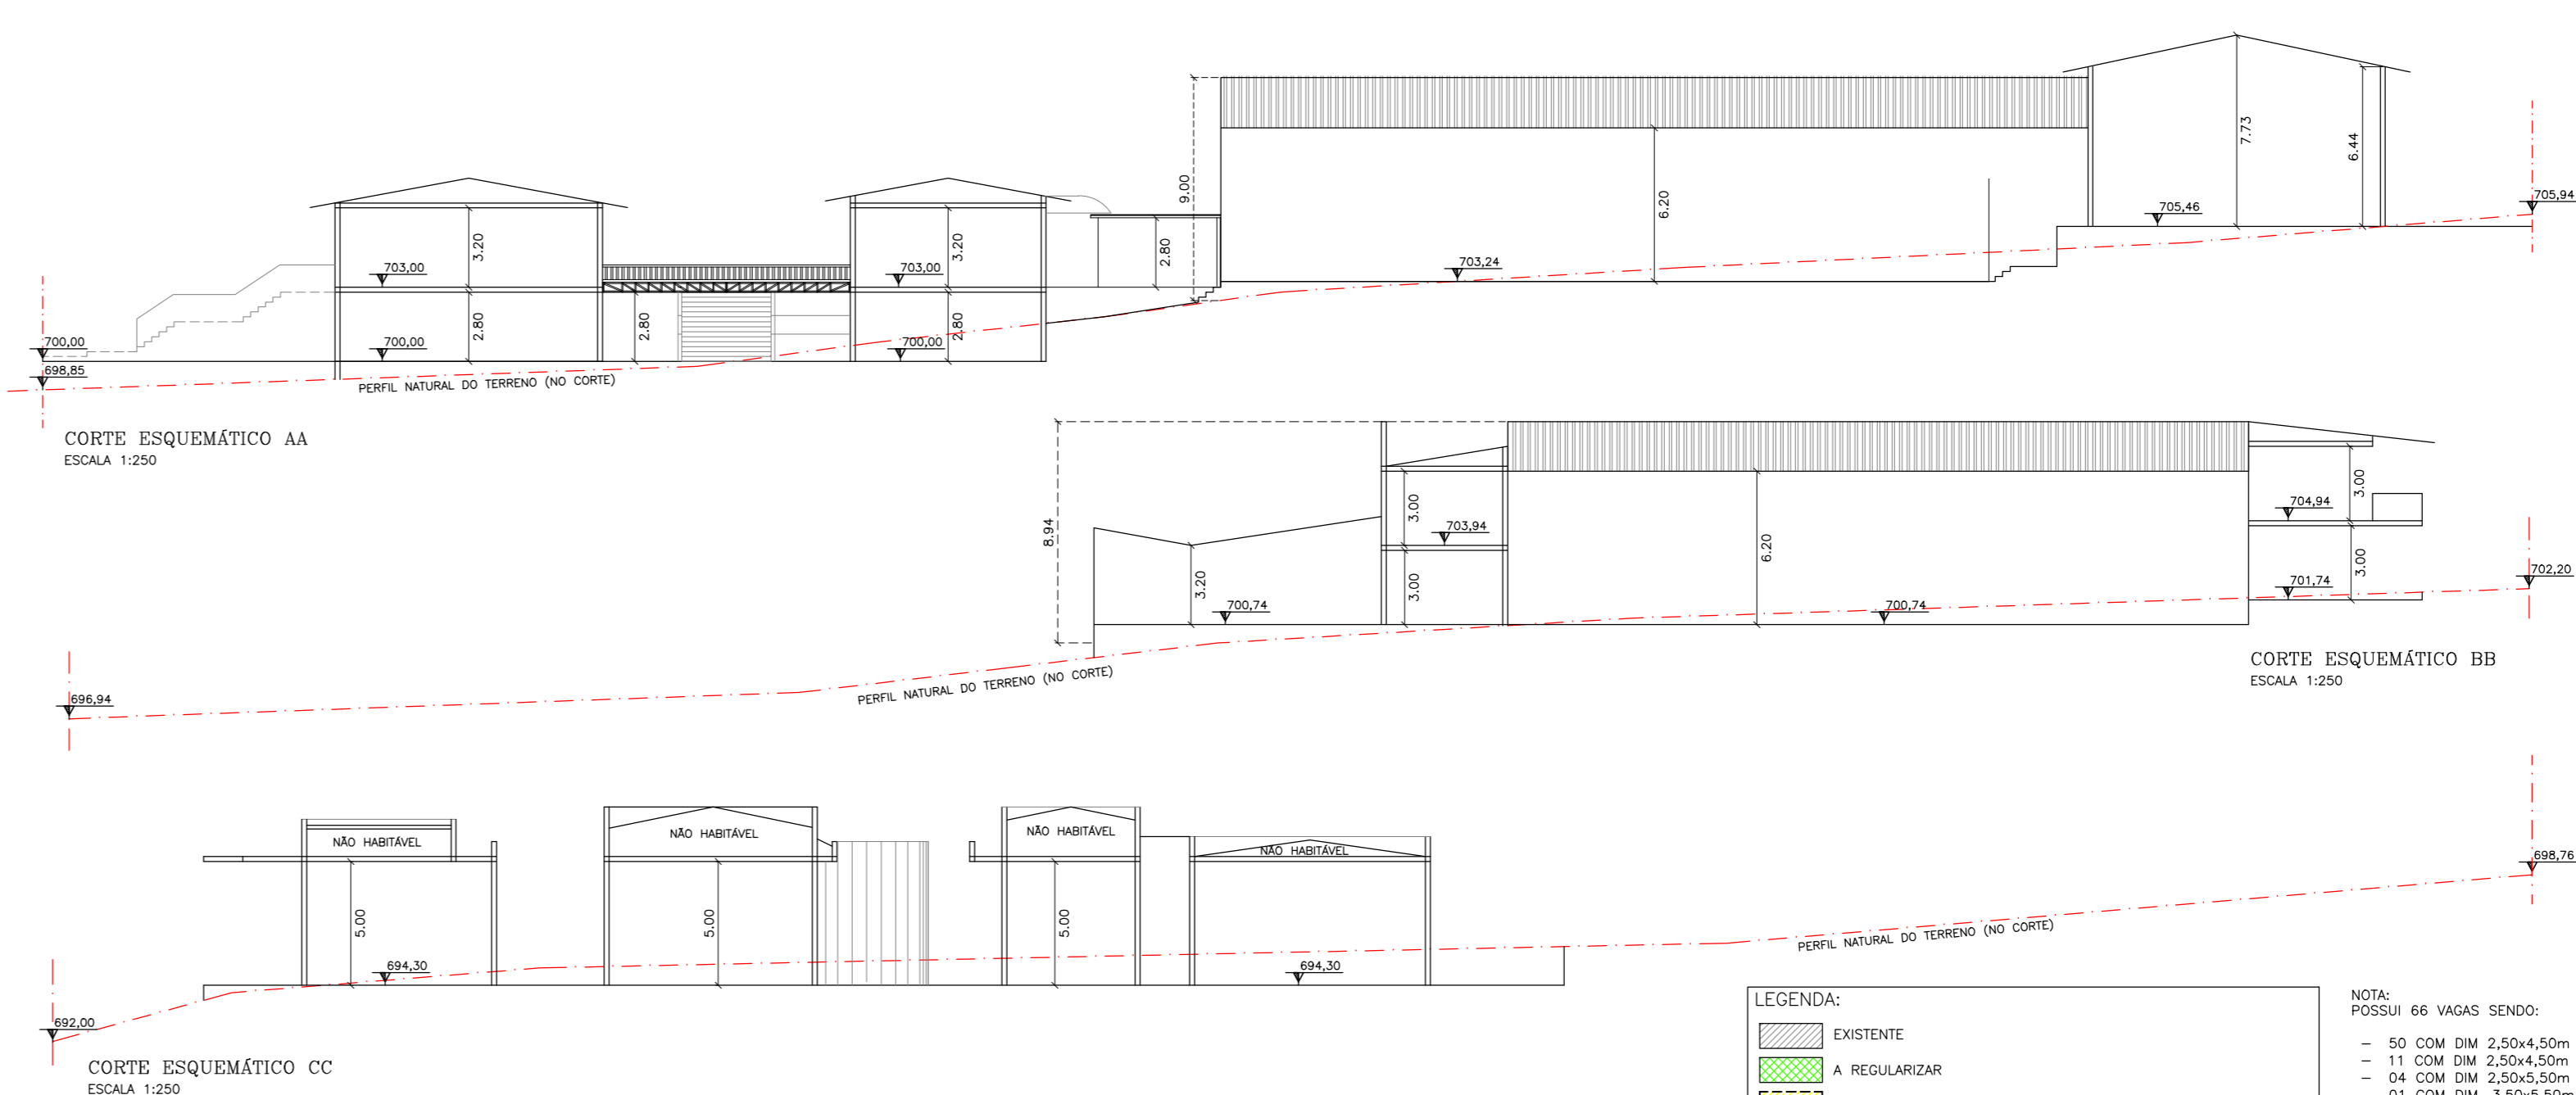 7.73
6.44
9.00
6.20
705,94
705,46
3.20
703,00
3.20
703,00
2.80
703,24
2.80
700,00
2.80
2.80
700,00
700,00
698,85
PERFIL NATURAL DO TERRENO (NO CORTE)
CORTE ESQUEMÁTICO AA
ESCALA 1:250
8.94
3.00
703,94
3.00
3.20
700,74
6.20
700,74
3.00
704,94
3.00
701,74
702,20
CORTE ESQUEMÁTICO BB
ESCALA 1:250
PERFIL NATURAL DO TERRENO (NO CORTE)
696,94
NÃO HABITÁVEL
NÃO HABITÁVEL
NÃO HABITÁVEL
NÃO HABITÁVEL
5.00
5.00
5.00
694,30
694,30
698,76
PERFIL NATURAL DO TERRENO (NO CORTE)
692,00
CORTE ESQUEMÁTICO CC
ESCALA 1:250
LEGENDA:
EXISTENTE
A REGULARIZAR
NOTA:
POSSUI 66 VAGAS SENDO:
– 50 COM DIM 2,50x4,50m
– 11 COM DIM 2,50x4,50m
– 04 COM DIM 2,50x5,50m
01 COM DIM 3,50x5,50m